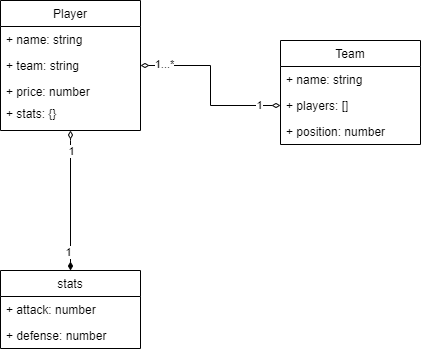 Player
+ name: string
+ team: string
+ price: number
+ stats: {}
1...*
1
Team
+ name: string
+ players: []
+ position: number
1
1
stats
+ attack: number
+ defense: number